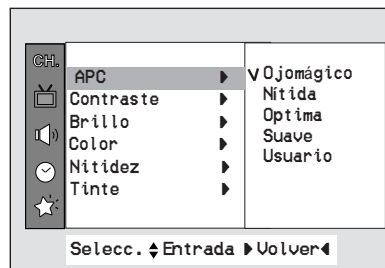 CH.
APC
Contraste
Brillo
Color
Nitidez
Tinte
Ojomágico
Nítida
Optima
Suave
Usuario
Selecc. Entrada Volver